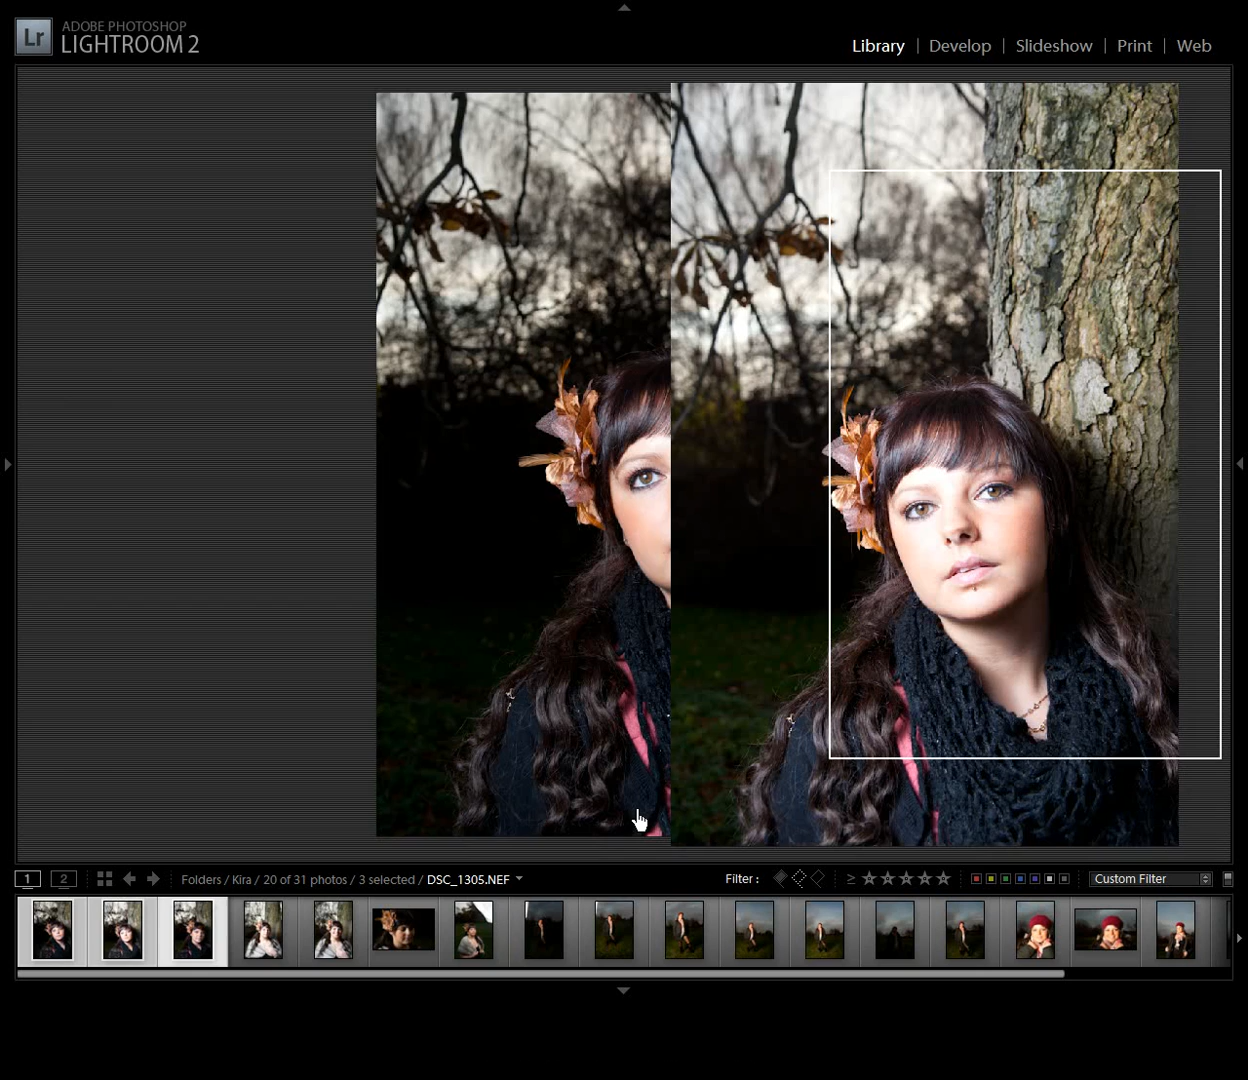 Lr
ADOBE PHOTOSHOP
LIGHTROOM 2
Library | Develop | Slideshow | Print | Web
1 2 Folders / Kira / 20 of 31 photos / 3 selected / DSC_1305.NEF Filter : ≥ Custom Filter